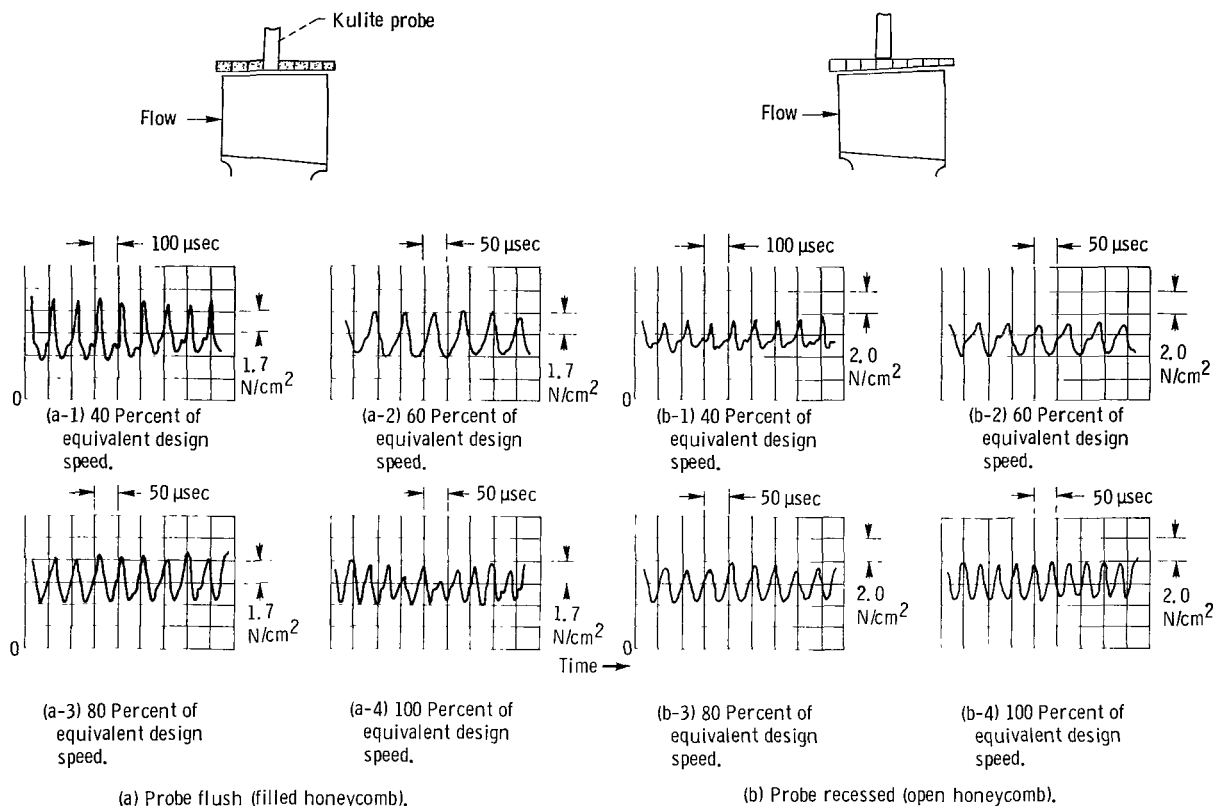 Kulite probe
Flow
Flow
100 μsec
50 μsec
100 μsec
50 μsec
1.7
N/cm2
1.7
N/cm2
2.0
N/cm2
2.0
N/cm2
0
0
(a-1) 40 Percent of
equivalent design
speed.
(a-2) 60 Percent of
equivalent design
speed.
(b-1) 40 Percent of
equivalent design
speed.
(b-2) 60 Percent of
equivalent design
speed.
50 μsec
50 μsec
50 μsec
50 μsec
1.7
N/cm2
1.7
N/cm2
2.0
N/cm2
2.0
N/cm2
0
0
Time
(a-3) 80 Percent of
equivalent design
speed.
(a-4) 100 Percent of
equivalent design
speed.
(b-3) 80 Percent of
equivalent design
speed.
(b-4) 100 Percent of
equivalent design
speed.
(a) Probe flush (filled honeycomb).
(b) Probe recessed (open honeycomb).